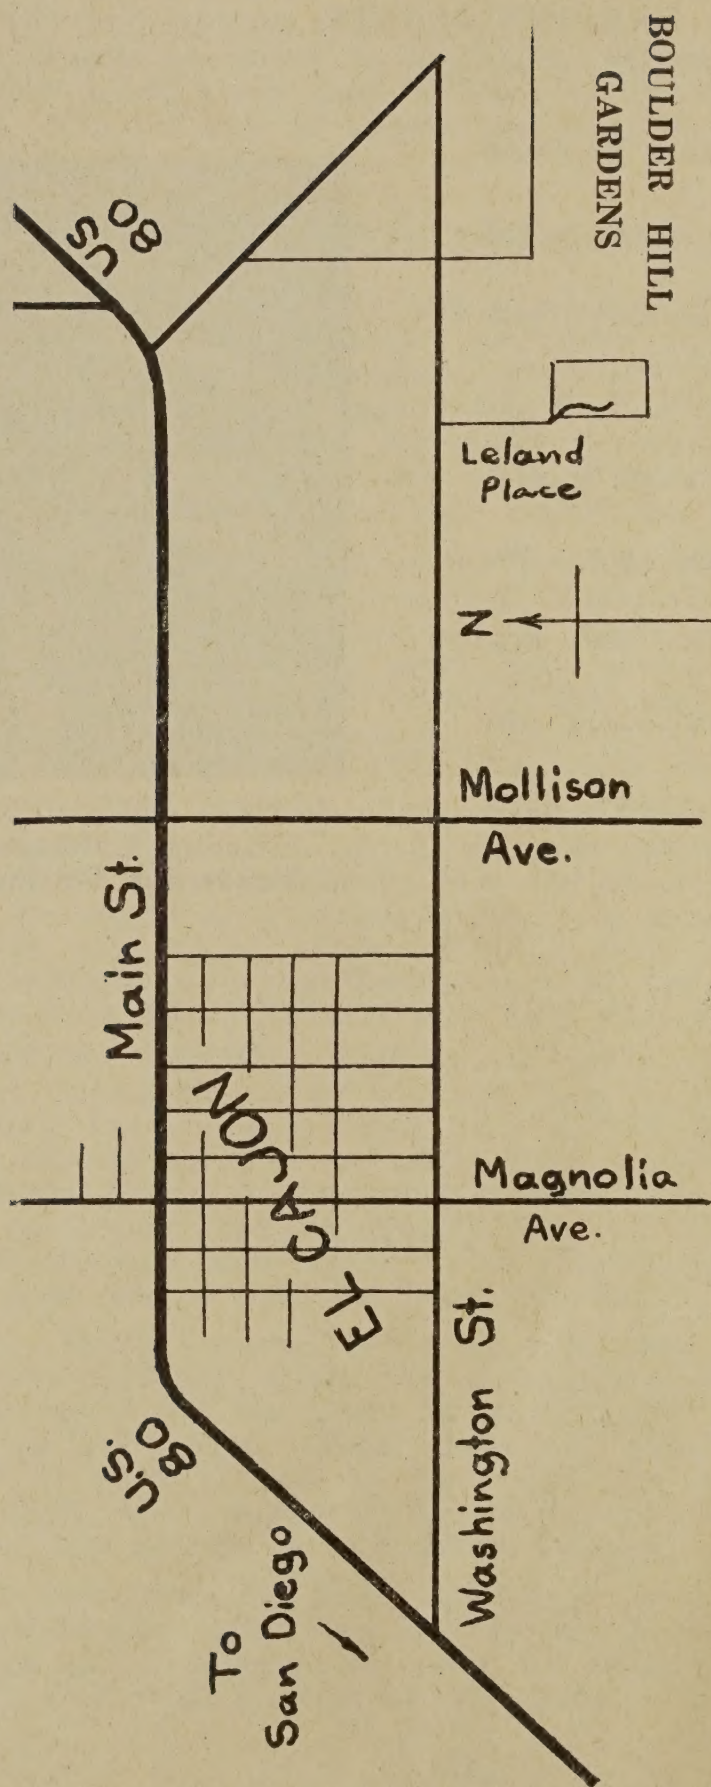 BOULDER HILL
GARDENS
US
80
Leland
Place
N
Mollison
Ave.
Main St.
EL CAJON
Magnolia
Ave.
Washington St.
U.S.
80
To
San Diego